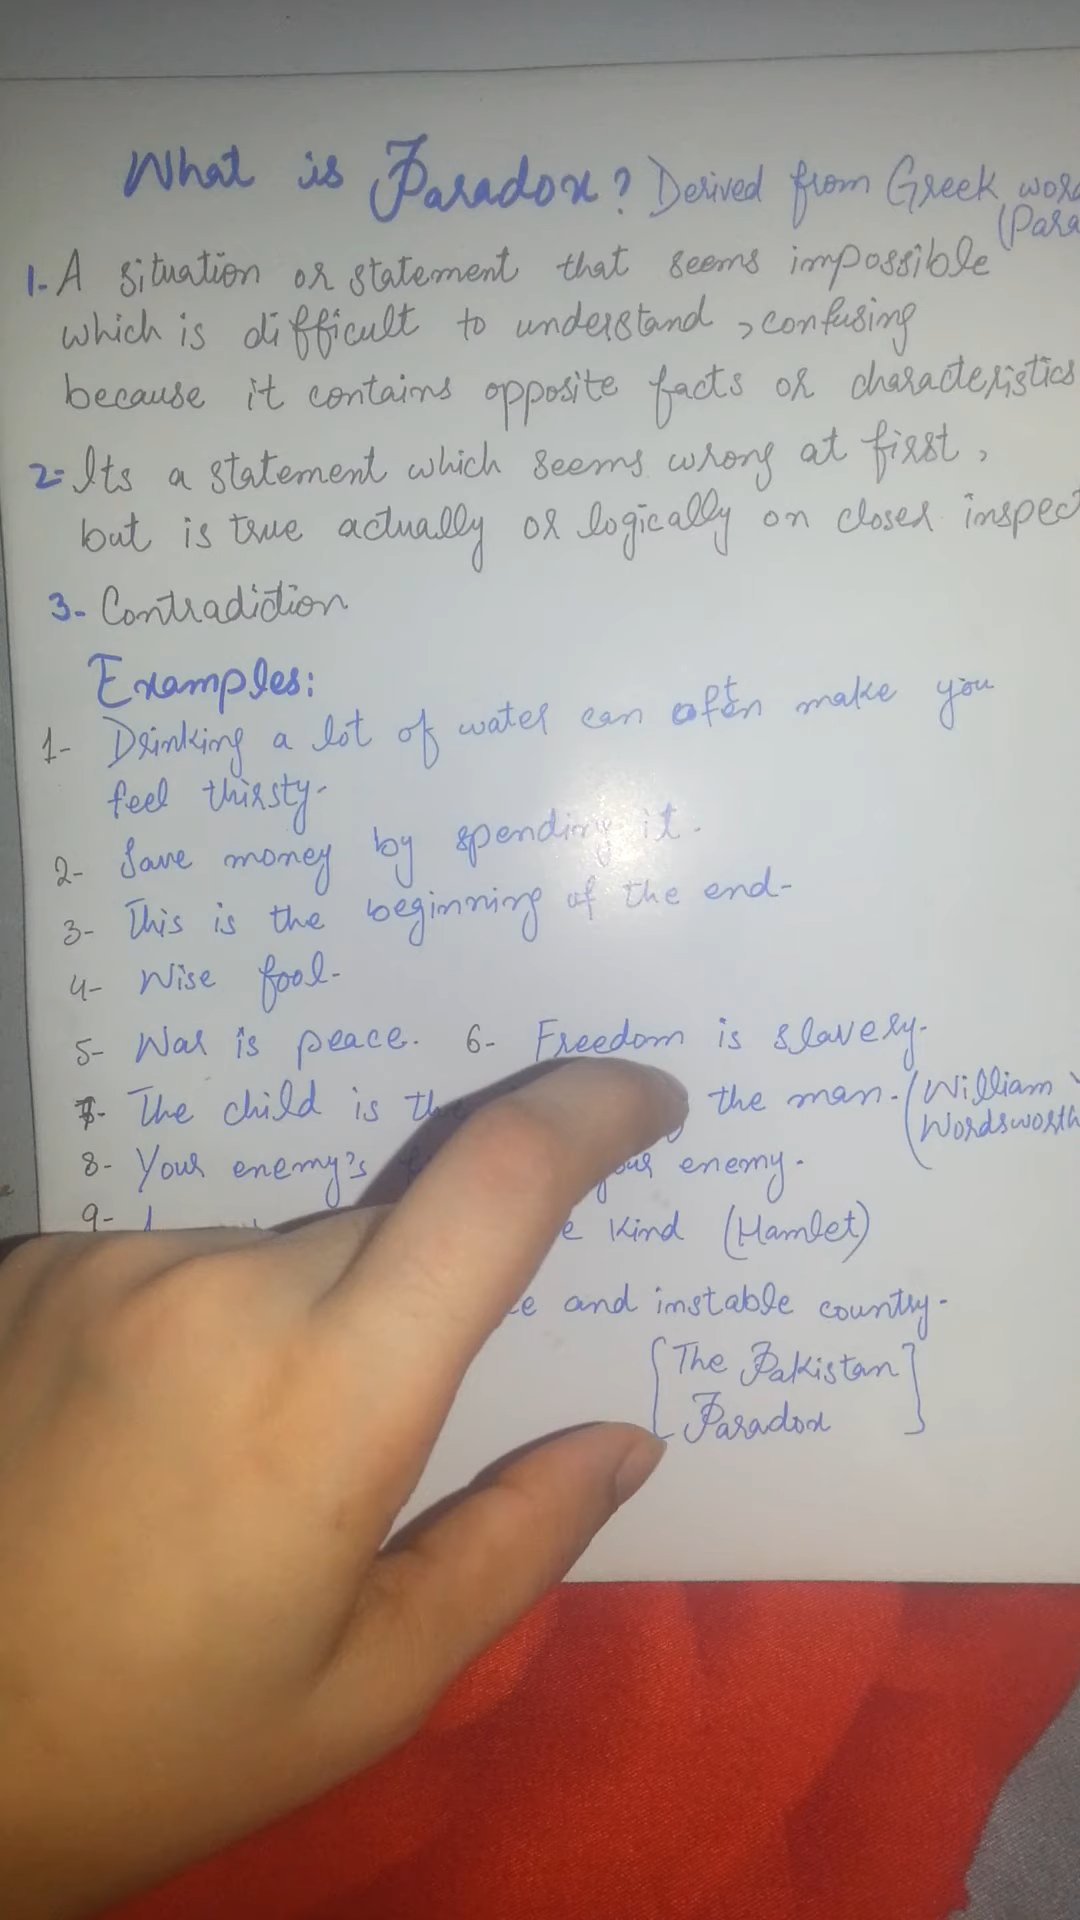 What is Paradox? Derived from Greek
1. A situation or statement that seems impossible
which is difficult to understand, confusing
because it contains opposite facts or characteristics
2- Its a statement which seems wrong at first,
but is true actually or logically on closer
3- Contradiction
Examples:
1- Drinking a lot of water can often make you
feel thirsty-
2- Save money by spending it.
3- This is the beginning of the end-
4- Wise fool-
5- War is peace. 6- Freedom is slavery-
7- The child is the man- (William
Wordsworth
8- Your enemy's enemy.
9- kind (Hamlet)
and instable country-
[The Pakistan
Paradox]